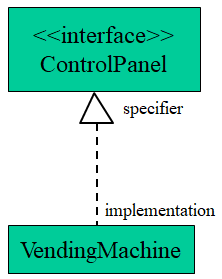 <<interface>>
ControlPanel
specifier
implementation
VendingMachine